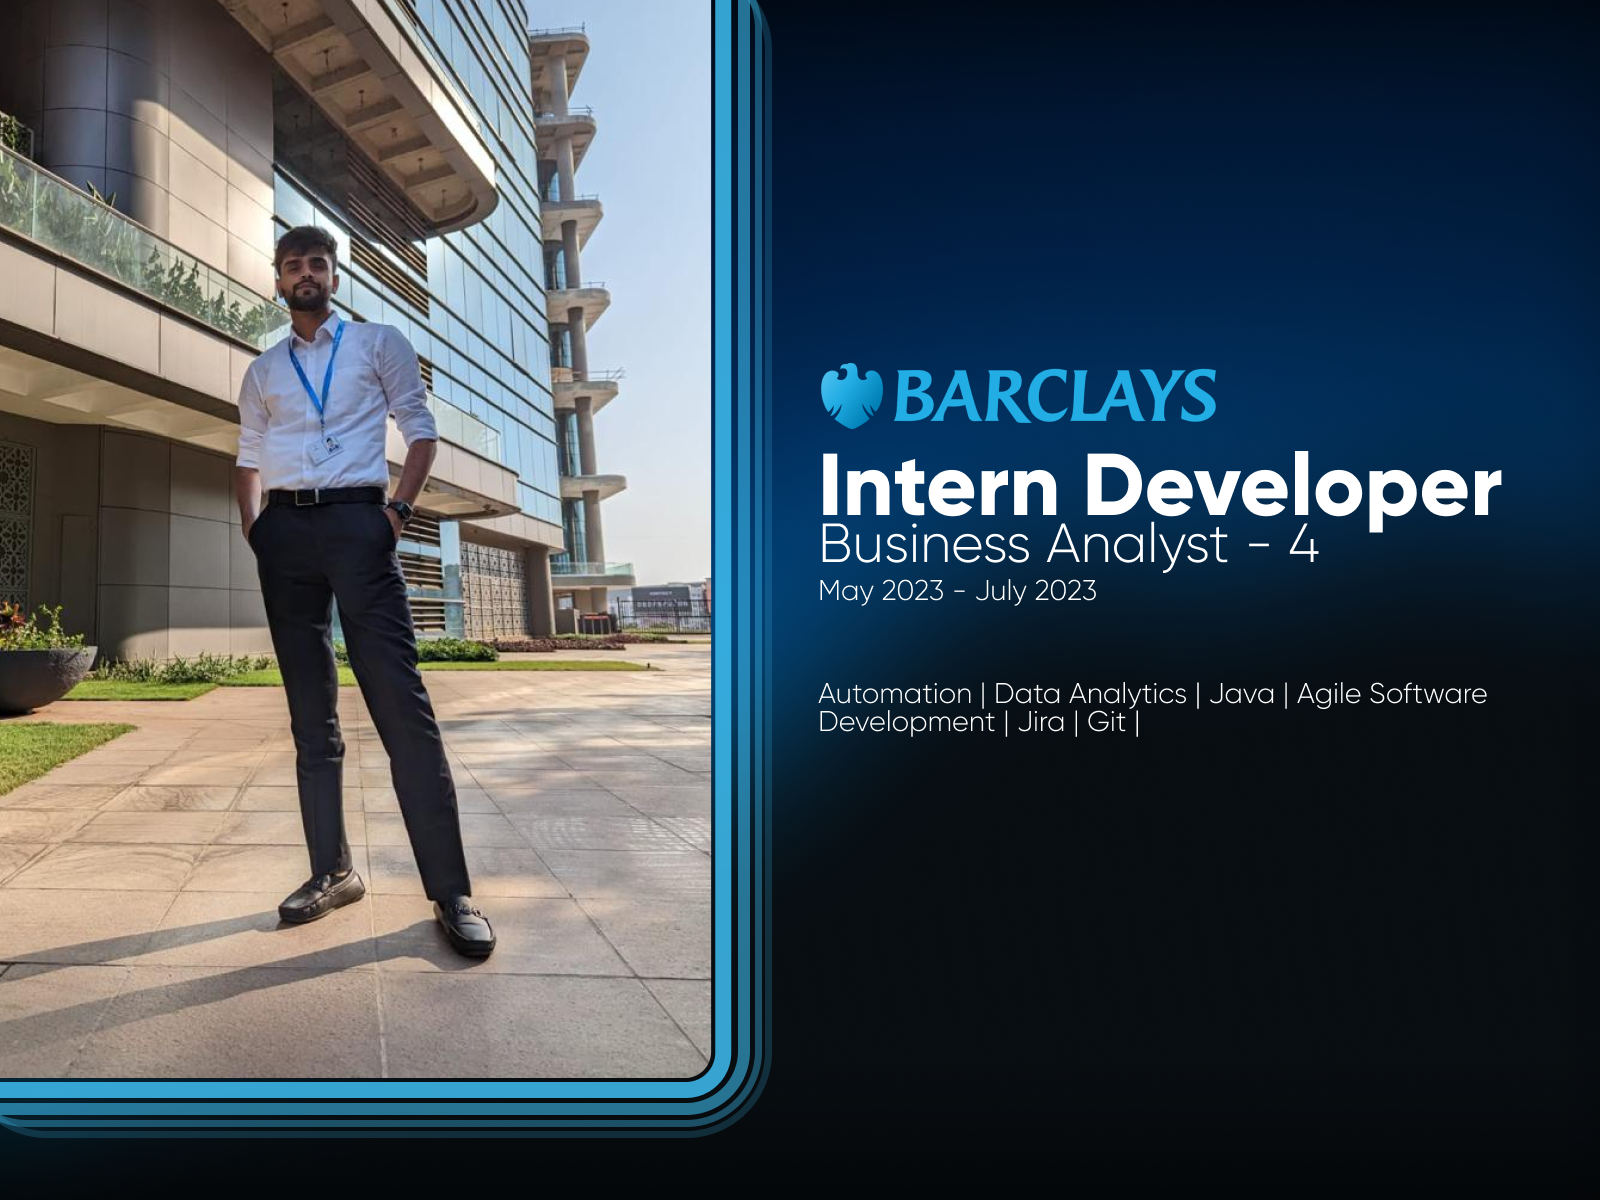 BARCLAYS
Intern Developer
Business Analyst - 4
May 2023 - July 2023
Automation | Data Analytics | Java | Agile Software
Development | Jira | Git |